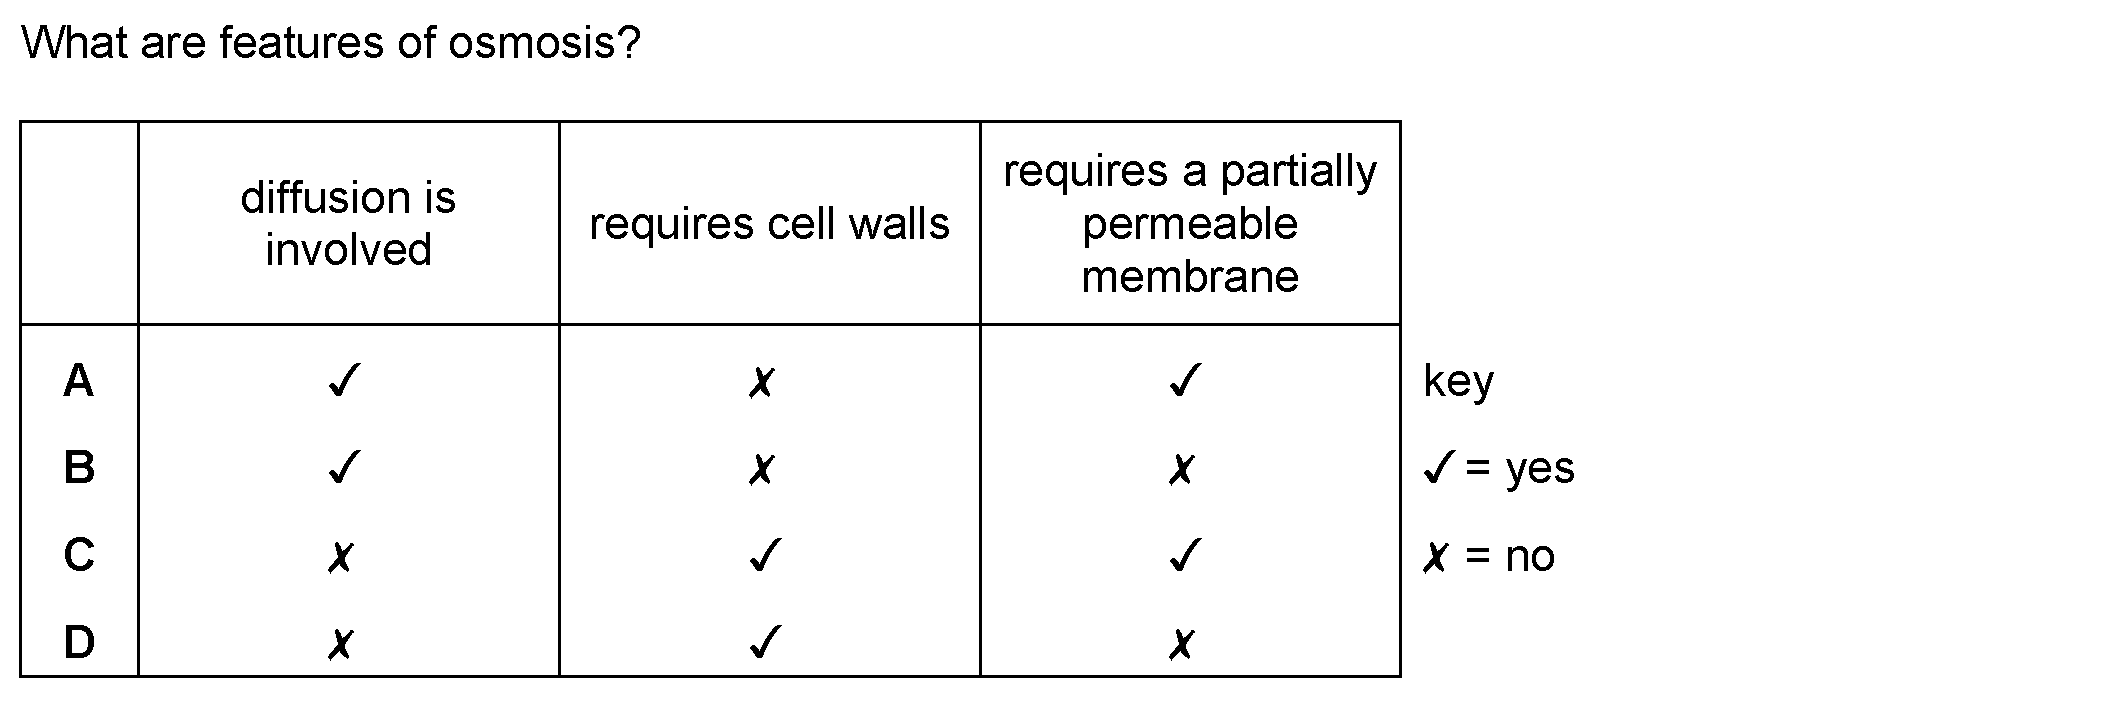 What are features of osmosis?
diffusion is
involved
requires cell walls
requires a partially
permeable
membrane
A ✓ ✗ ✓ key
B ✓ ✗ ✗ ✓ = yes
C ✗ ✓ ✓ ✗ = no
D ✗ ✓ ✗